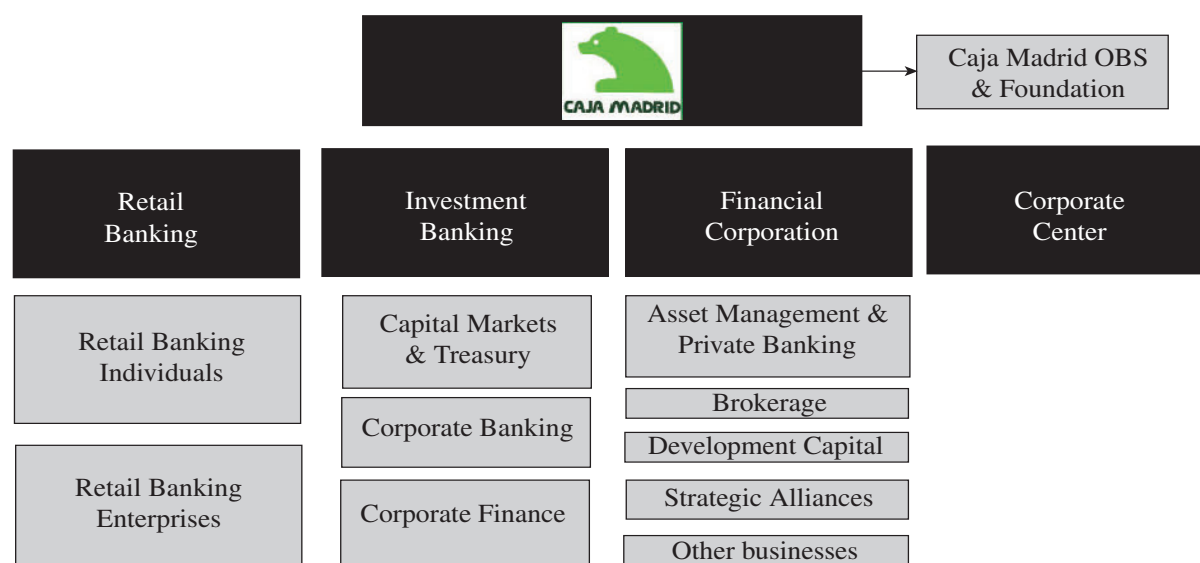 CAJA MADRID
Caja Madrid OBS
& Foundation
Retail
Banking
Investment
Banking
Financial
Corporation
Corporate
Center
Retail Banking
Individuals
Retail Banking
Enterprises
Capital Markets
& Treasury
Corporate Banking
Corporate Finance
Asset Management &
Private Banking
Brokerage
Development Capital
Strategic Alliances
Other businesses